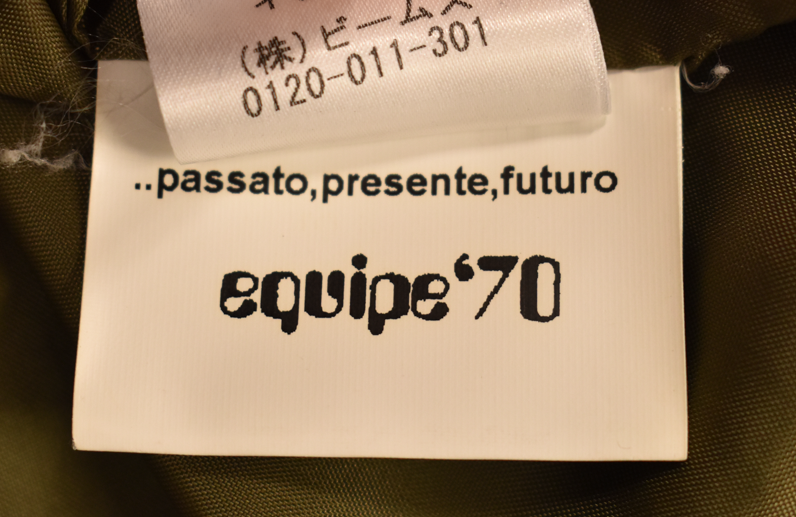 (株)ビームス
0120-011-301
..passato,presente,futuro
equipe‘70